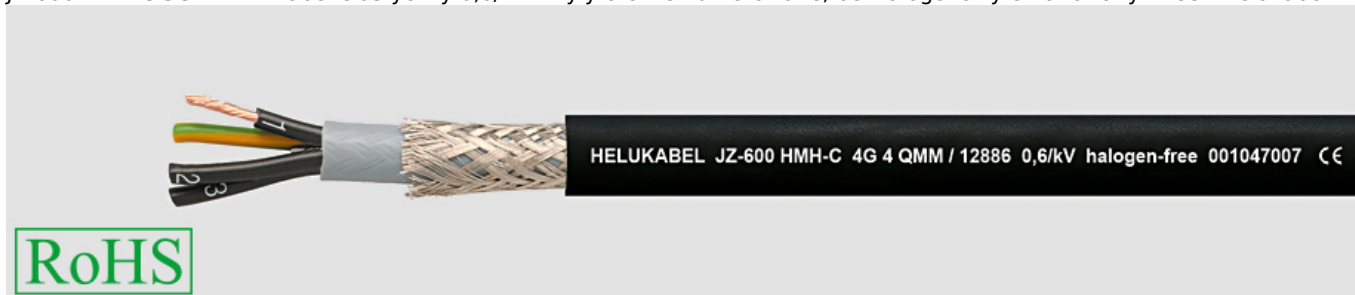 1
HELUKABEL JZ-600 HMH-C 4G 4 QMM / 12886 0,6/kV halogen-free 001047007 CE
2
3
RoHS